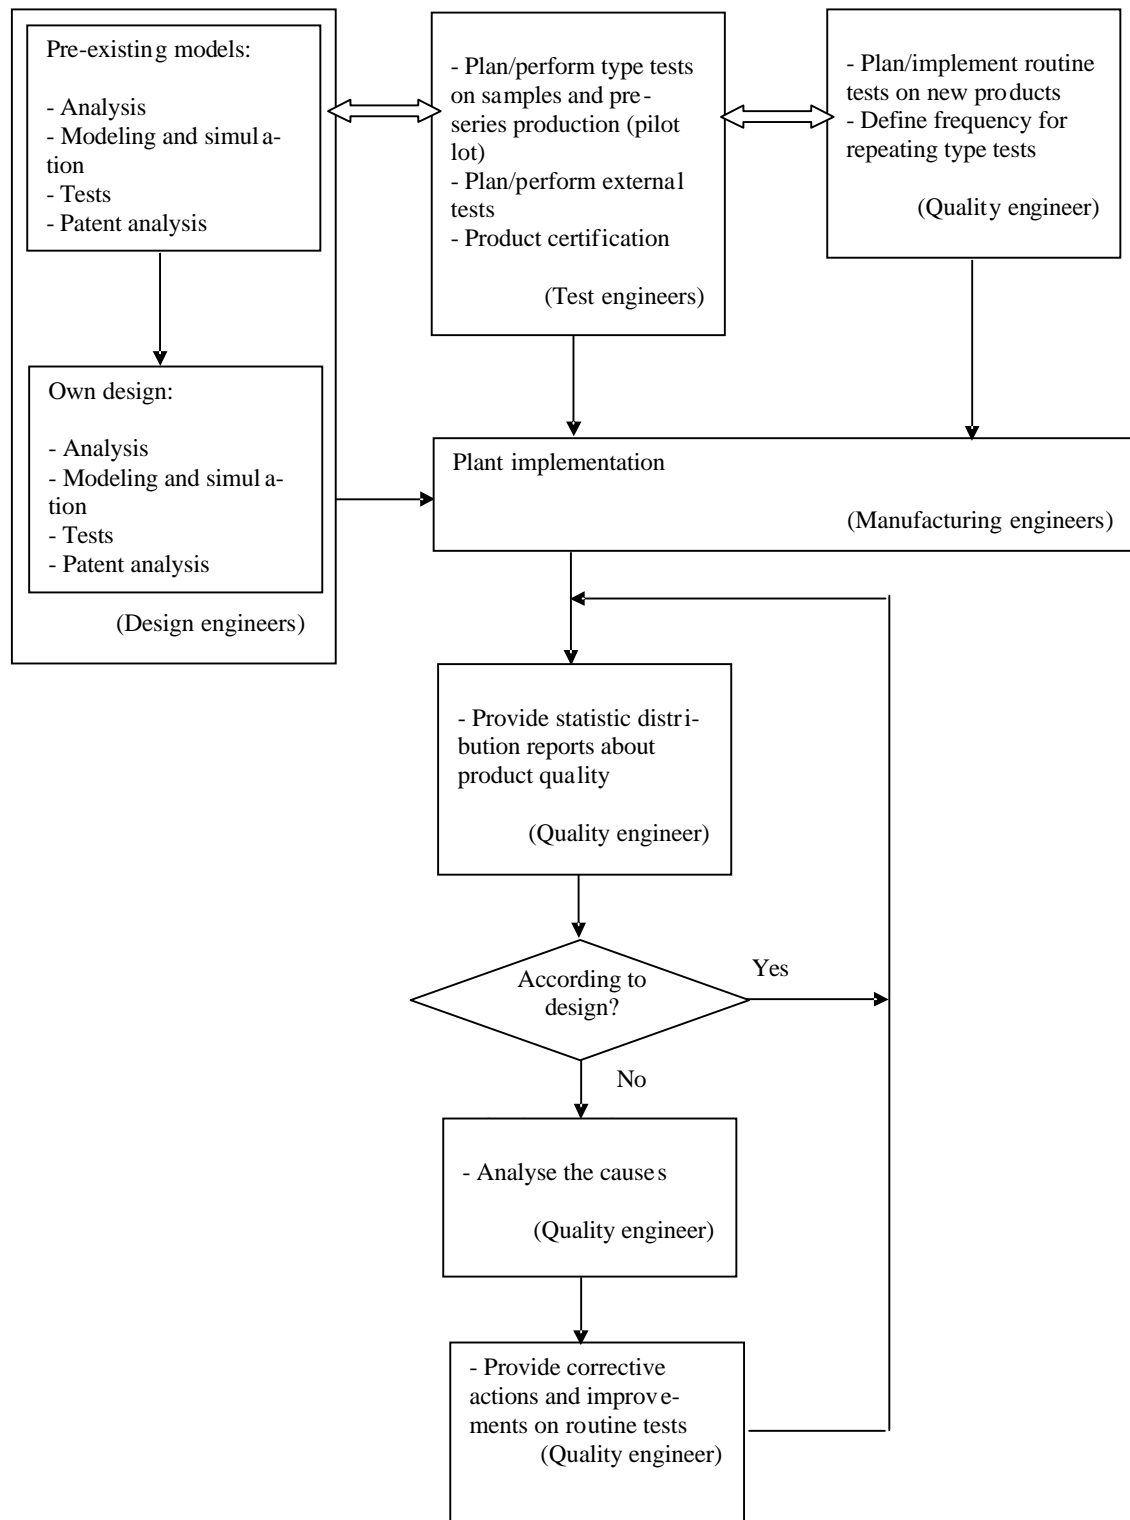 Pre-existing models:
- Analysis
- Modeling and simula-
tion
- Tests
- Patent analysis
Own design:
- Analysis
- Modeling and simula-
tion
- Tests
- Patent analysis
(Design engineers)
- Plan/perform type tests
on samples and pre-
series production (pilot
lot)
- Plan/perform external
tests
- Product certification
(Test engineers)
- Plan/implement routine
tests on new products
- Define frequency for
repeating type tests
(Quality engineer)
Plant implementation
(Manufacturing engineers)
- Provide statistic distri-
bution reports about
product quality
(Quality engineer)
According to
design?
Yes
No
- Analyse the causes
(Quality engineer)
- Provide corrective
actions and improve-
ments on routine tests
(Quality engineer)